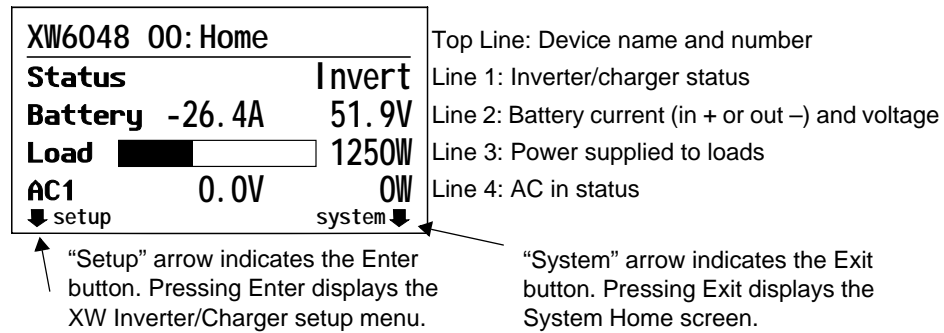 XW6048 00:Home
Top Line: Device name and number
Status Invert
Line 1: Inverter/charger status
Battery -26.4A 51.9V
Line 2: Battery current (in + or out –) and voltage
Load 1250W
Line 3: Power supplied to loads
AC1 0.0V 0W
Line 4: AC in status
setup system
“Setup” arrow indicates the Enter
button. Pressing Enter displays the
XW Inverter/Charger setup menu.
“System” arrow indicates the Exit
button. Pressing Exit displays the
System Home screen.